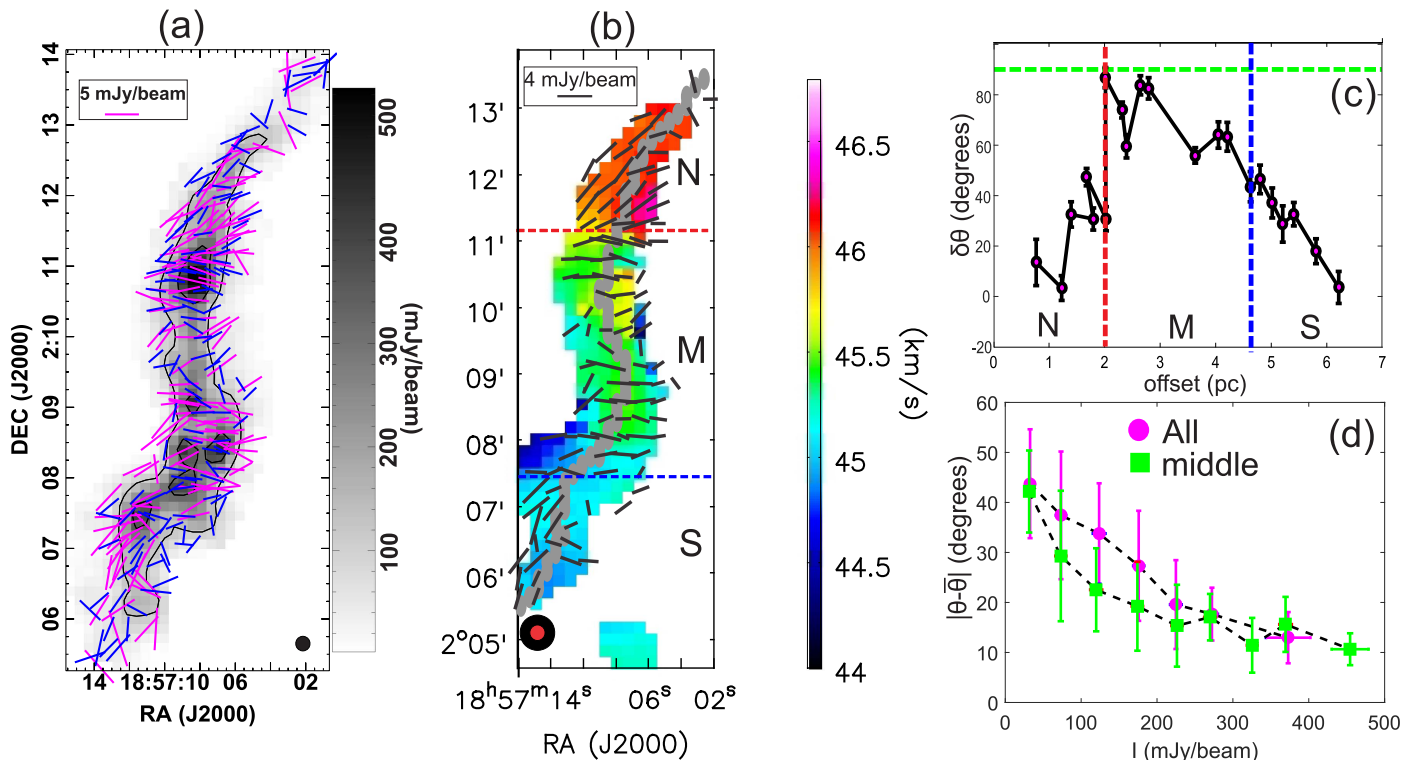 (a)
5 mJy/beam
14
13
12
11
2:10
09
08
07
06
DEC (J2000)
14 18:57:10 06 02
RA (J2000)
500
400
300
200
100
(mJy/beam)
(b)
4 mJy/beam
13'
12'
11'
10'
09'
08'
07'
06'
2°05'
N
M
S
18ʰ57ᵐ14ˢ 06ˢ 02ˢ
RA (J2000)
46.5
46
45.5
45
44.5
44
(km/s)
(c)
80
60
40
20
0
-20
δθ (degrees)
N M S
0 1 2 3 4 5 6 7
offset (pc)
(d)
All
middle
60
50
40
30
20
10
0
|θ-θ̅| (degrees)
0 100 200 300 400 500
I (mJy/beam)